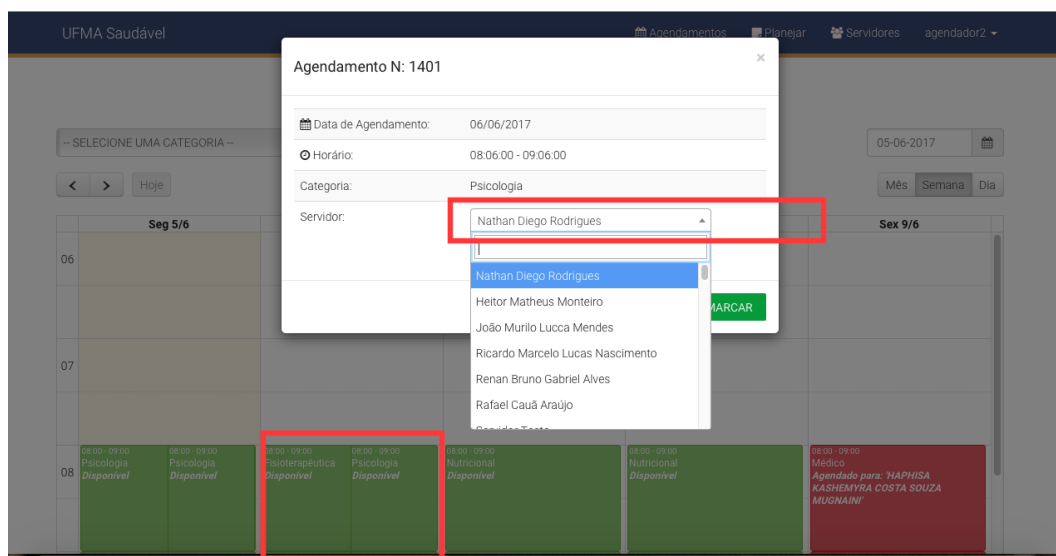 UFMA Saudável
Agendamentos
Planejar
Servidores
agendador2
Agendamento N: 1401
×
Data de Agendamento: 06/06/2017
Horário: 08:06:00 - 09:06:00
Categoria: Psicologia
Servidor: Nathan Diego Rodrigues
Nathan Diego Rodrigues
Heitor Matheus Monteiro
João Murilo Lucca Mendes
Ricardo Marcelo Lucas Nascimento
Renan Bruno Gabriel Alves
Rafael Cauã Araújo
Servidor Teste
MARCAR
-- SELECIONE UMA CATEGORIA --
05-06-2017
Hoje
Mês Semana Dia
Seg 5/6
Sex 9/6
06
07
08
08:00 - 09:00
Psicologia
Disponível
08:00 - 09:00
Psicologia
Disponível
08:00 - 09:00
Fisioterapêutica
Disponível
08:00 - 09:00
Psicologia
Disponível
08:00 - 09:00
Nutricional
Disponível
08:00 - 09:00
Nutricional
Disponível
08:00 - 09:00
Médico
Agendado para: 'HAPHISA
KASHEMYRA COSTA SOUZA
MUGNAINI'